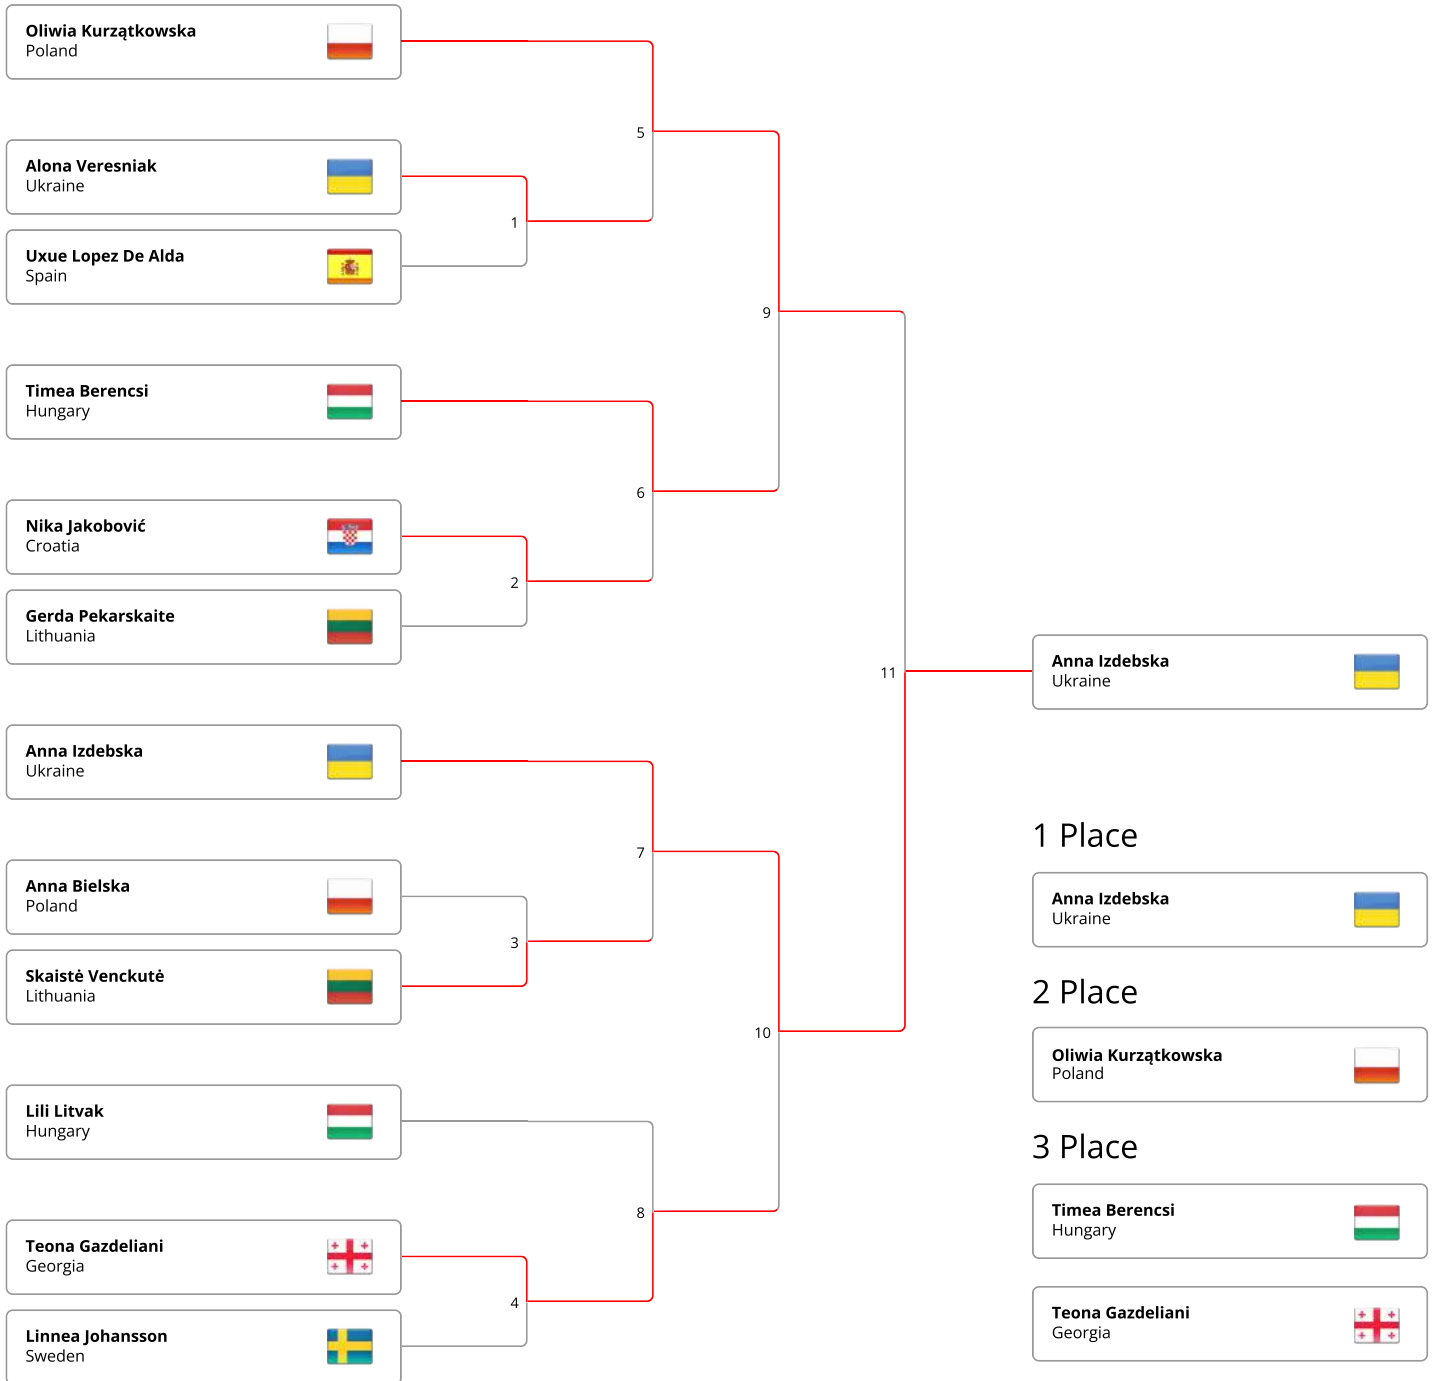 Oliwia Kurzątkowska
Poland
5
Alona Veresniak
Ukraine
1
Uxue Lopez De Alda
Spain
9
Timea Berencsi
Hungary
6
Nika Jakobović
Croatia
2
Gerda Pekarskaite
Lithuania
11
Anna Izdebska
Ukraine
Anna Izdebska
Ukraine
7
Anna Bielska
Poland
3
Skaistė Venckutė
Lithuania
10
Lili Litvak
Hungary
8
Teona Gazdeliani
Georgia
4
Linnea Johansson
Sweden
1 Place
Anna Izdebska
Ukraine
2 Place
Oliwia Kurzątkowska
Poland
3 Place
Timea Berencsi
Hungary
Teona Gazdeliani
Georgia